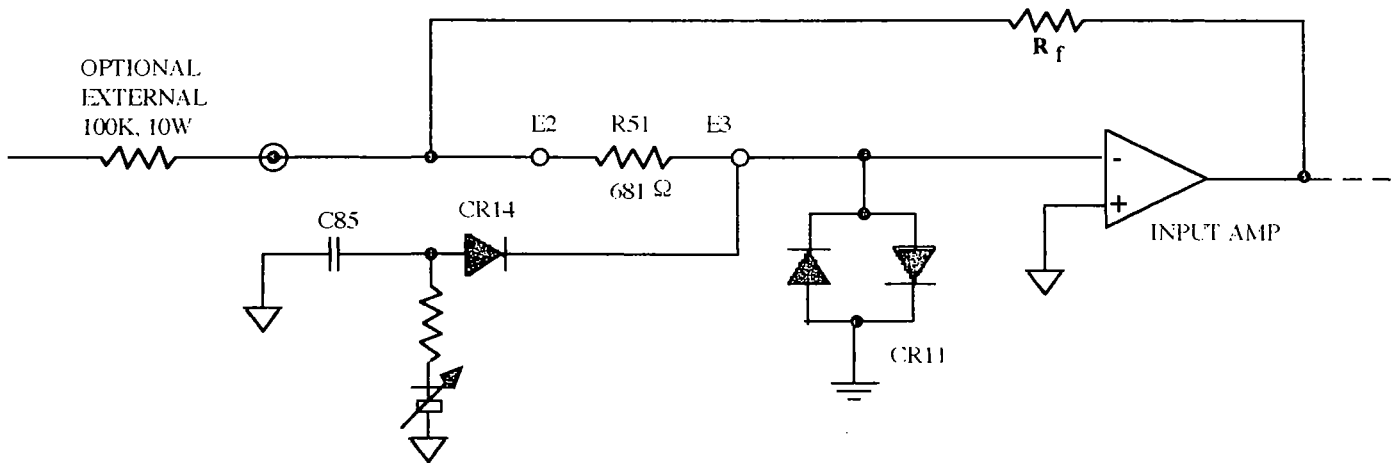 R f
OPTIONAL
EXTERNAL
100K, 10W
E2
R51
E3
681 Ω
-
+
INPUT AMP
C85
CR14
CR11